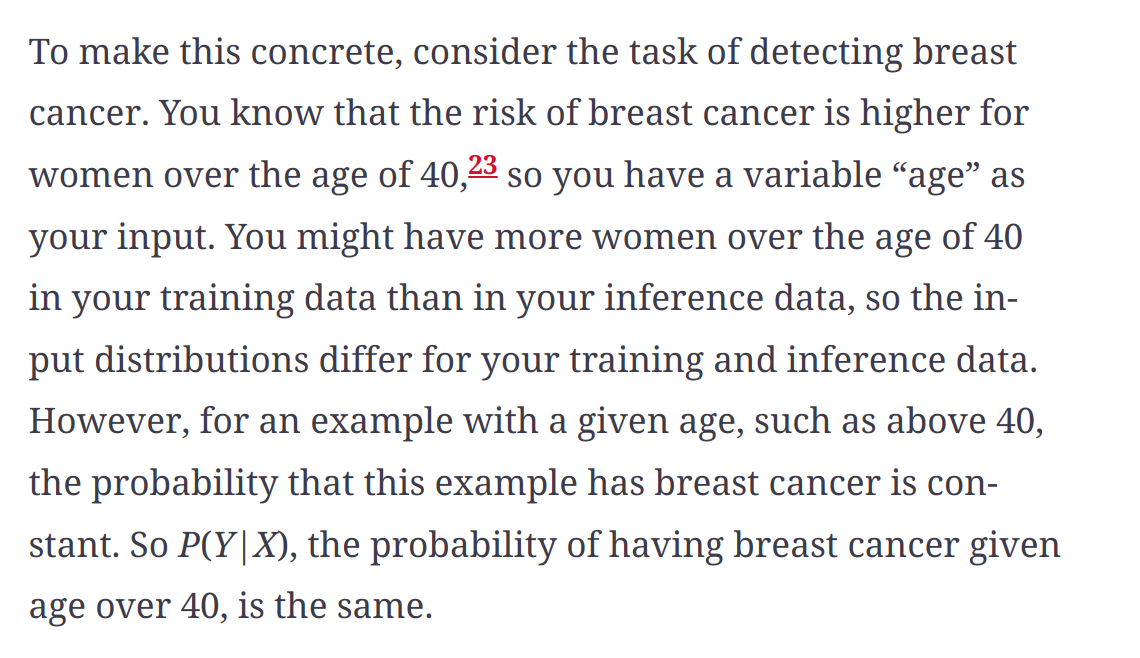 To make this concrete, consider the task of detecting breast
cancer. You know that the risk of breast cancer is higher for
women over the age of 40,23 so you have a variable “age” as
your input. You might have more women over the age of 40
in your training data than in your inference data, so the in-
put distributions differ for your training and inference data.
However, for an example with a given age, such as above 40,
the probability that this example has breast cancer is con-
stant. So P(Y|X), the probability of having breast cancer given
age over 40, is the same.